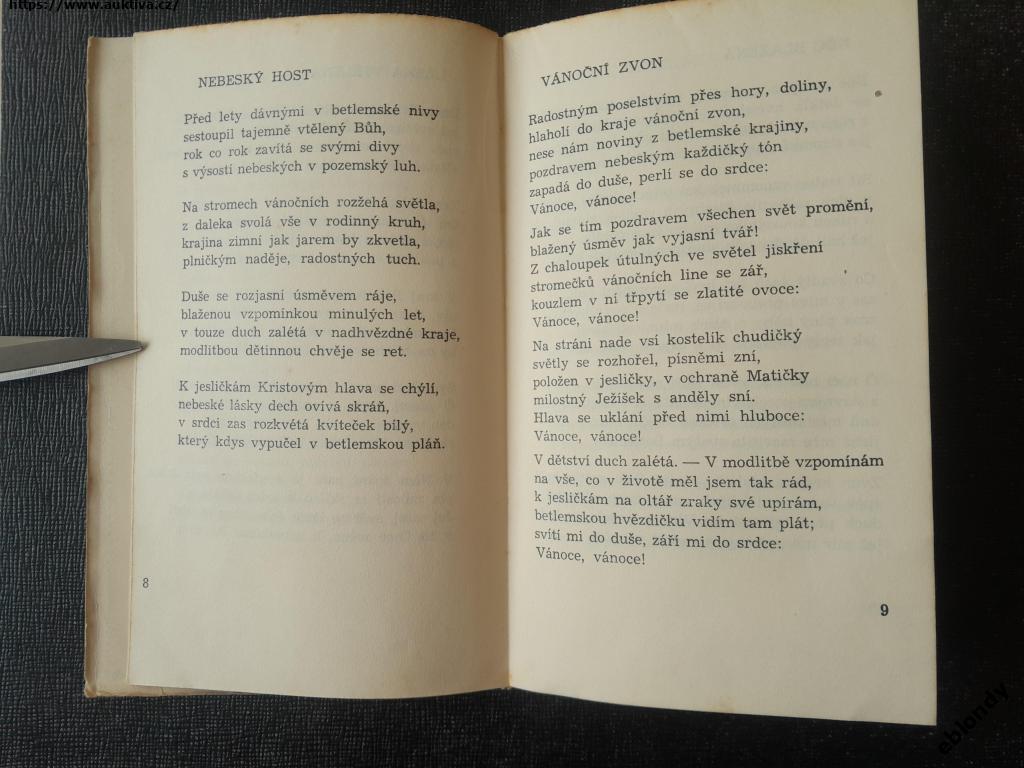 https://www.auktiva.cz/
NEBESKÝ HOST
Před lety dávnými v betlemské nivy
sestoupil tajemně vtělený Bůh,
rok co rok zavítá se svými divy
s výsostí nebeských v pozemský luh.
Na stromech vánočních rozžehá světla,
z daleka svolá vše v rodinný kruh,
krajina zimní jak jarem by zkvetla,
plničkým naděje, radostných tuch.
Duše se rozjasní úsměvem ráje,
blaženou vzpomínkou minulých let,
v touze duch zalétá v nadhvězdné kraje,
modlitbou dětinnou chvěje se ret.
K jesličkám Kristovým hlava se chýlí,
nebeské lásky dech ovívá skráň,
v srdci zas rozkvétá kvíteček bílý,
který kdys vypučel v betlemskou pláň.
8
VÁNOČNÍ ZVON
Radostným poselstvím přes hory, doliny,
hlaholí do kraje vánoční zvon,
nese nám noviny z betlemské krajiny,
pozdravem nebeským každičký tón
zapadá do duše, perlí se do srdce:
Vánoce, vánoce!
Jak se tím pozdravem všechen svět promění,
blažený úsměv jak vyjasní tvář!
Z chaloupek útulných ve světel jiskření
stromečků vánočních line se zář,
kouzlem v ní třpytí se zlatité ovoce:
Vánoce, vánoce!
Na stráni nade vsí kostelík chudičký
světly se rozhořel, písněmi zní,
položen v jesličky, v ochraně Matičky
milostný Ježíšek s anděly sní.
Hlava se uklání před nimi hluboce:
Vánoce, vánoce!
V dětství duch zalétá. — V modlitbě vzpomínám
na vše, co v životě měl jsem tak rád,
k jesličkám na oltář zraky své upírám,
betlemskou hvězdičku vidím tam plát;
svítí mi do duše, září mi do srdce:
Vánoce, vánoce!
9
eblondy